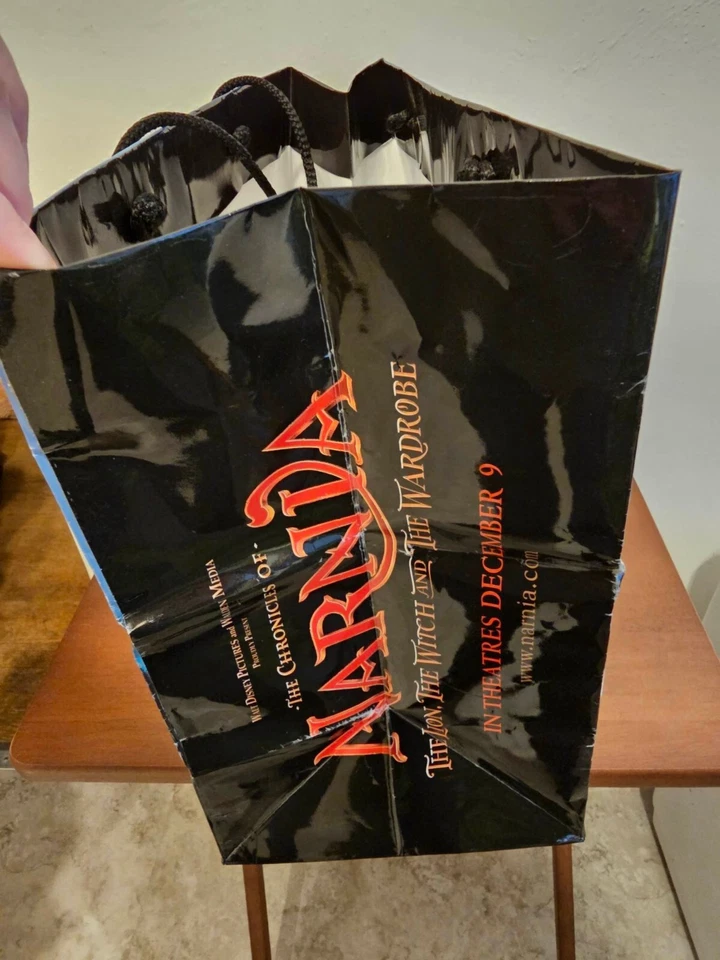 Walt Disney Pictures and Walden Media
Proudly Present
·The Chronicles of·
NARNIA
The Lion, The Witch and The Wardrobe
IN THEATRES DECEMBER 9
www.narnia.com